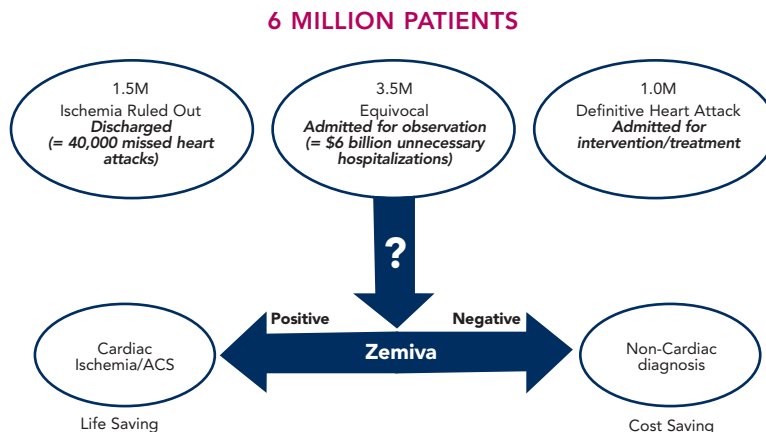 6 MILLION PATIENTS
1.5M
Ischemia Ruled Out
Discharged
(= 40,000 missed heart
attacks)
3.5M
Equivocal
Admitted for observation
(= $6 billion unnecessary
hospitalizations)
1.0M
Definitive Heart Attack
Admitted for
intervention/treatment
?
Positive
Negative
Zemiva
Cardiac
Ischemia/ACS
Non-Cardiac
diagnosis
Life Saving
Cost Saving